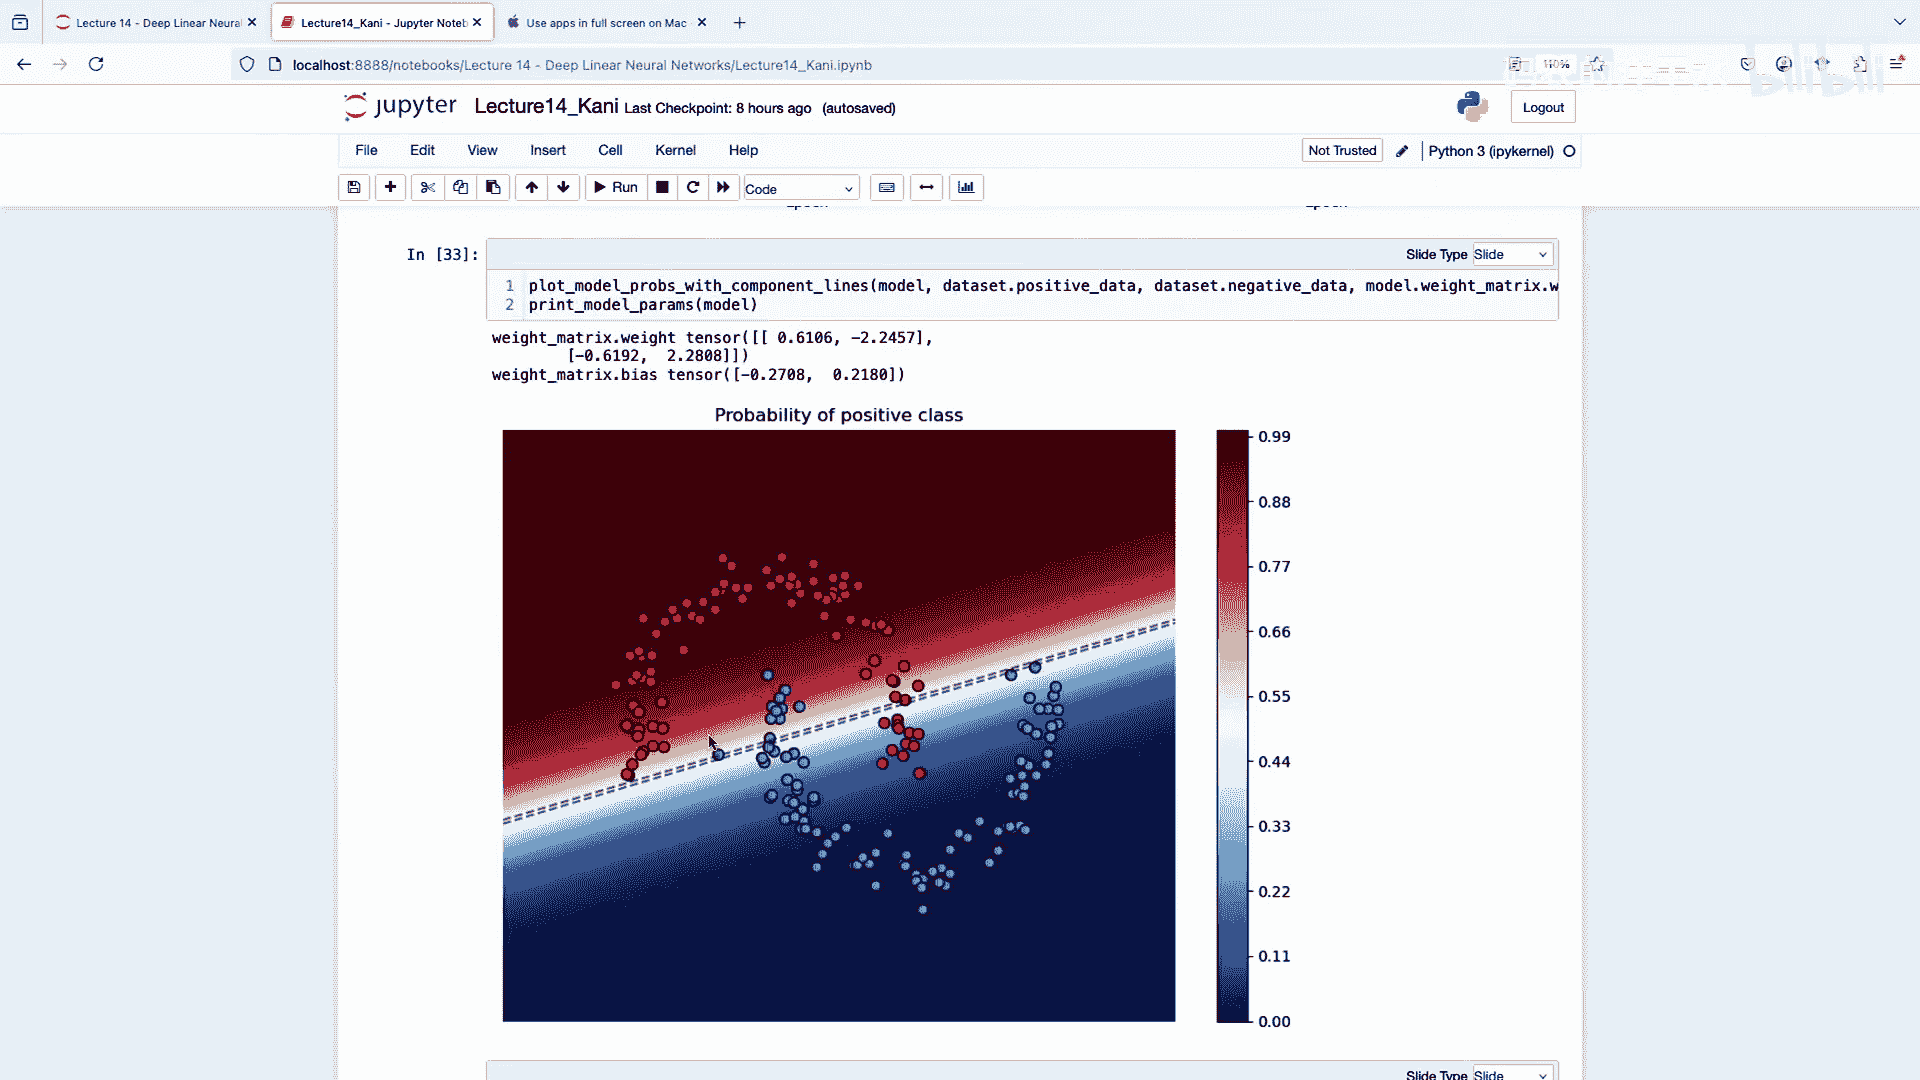 Lecture 14 - Deep Linear Neural
Lecture14_Kani - Jupyter Noteb
Use apps in full screen on Mac
localhost:8888/notebooks/Lecture 14 - Deep Linear Neural Networks/Lecture14_Kani.ipynb
110%
bilibili
jupyter
Lecture14_Kani Last Checkpoint: 8 hours ago (autosaved)
Logout
File Edit View Insert Cell Kernel Help
Not Trusted
Python 3 (ipykernel)
Run
Code
Epoch Epoch
In [33]:
Slide Type Slide
1 plot_model_probs_with_component_lines(model, dataset.positive_data, dataset.negative_data, model.weight_matrix.w
2 print_model_params(model)
weight_matrix.weight tensor([[ 0.6106, -2.2457],
[-0.6192, 2.2808]])
weight_matrix.bias tensor([-0.2708, 0.2180])
Probability of positive class
0.99
0.88
0.77
0.66
0.55
0.44
0.33
0.22
0.11
0.00
Slide Type Slide